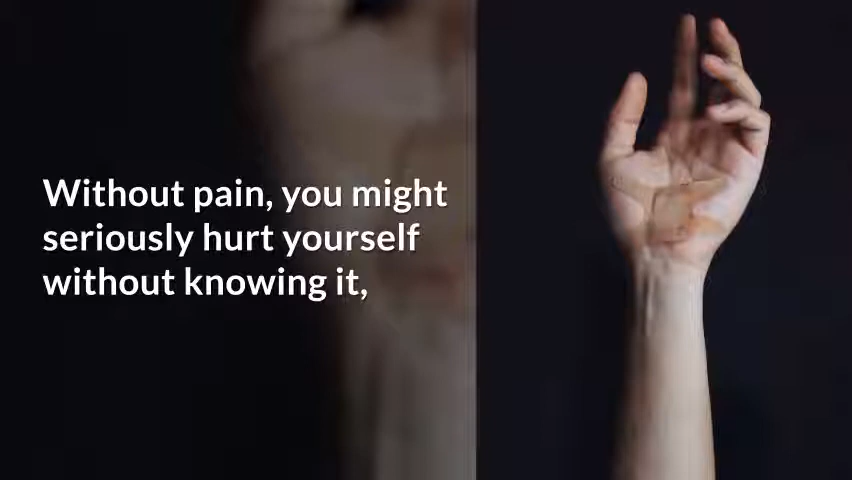 Without pain, you might
seriously hurt yourself
without knowing it,